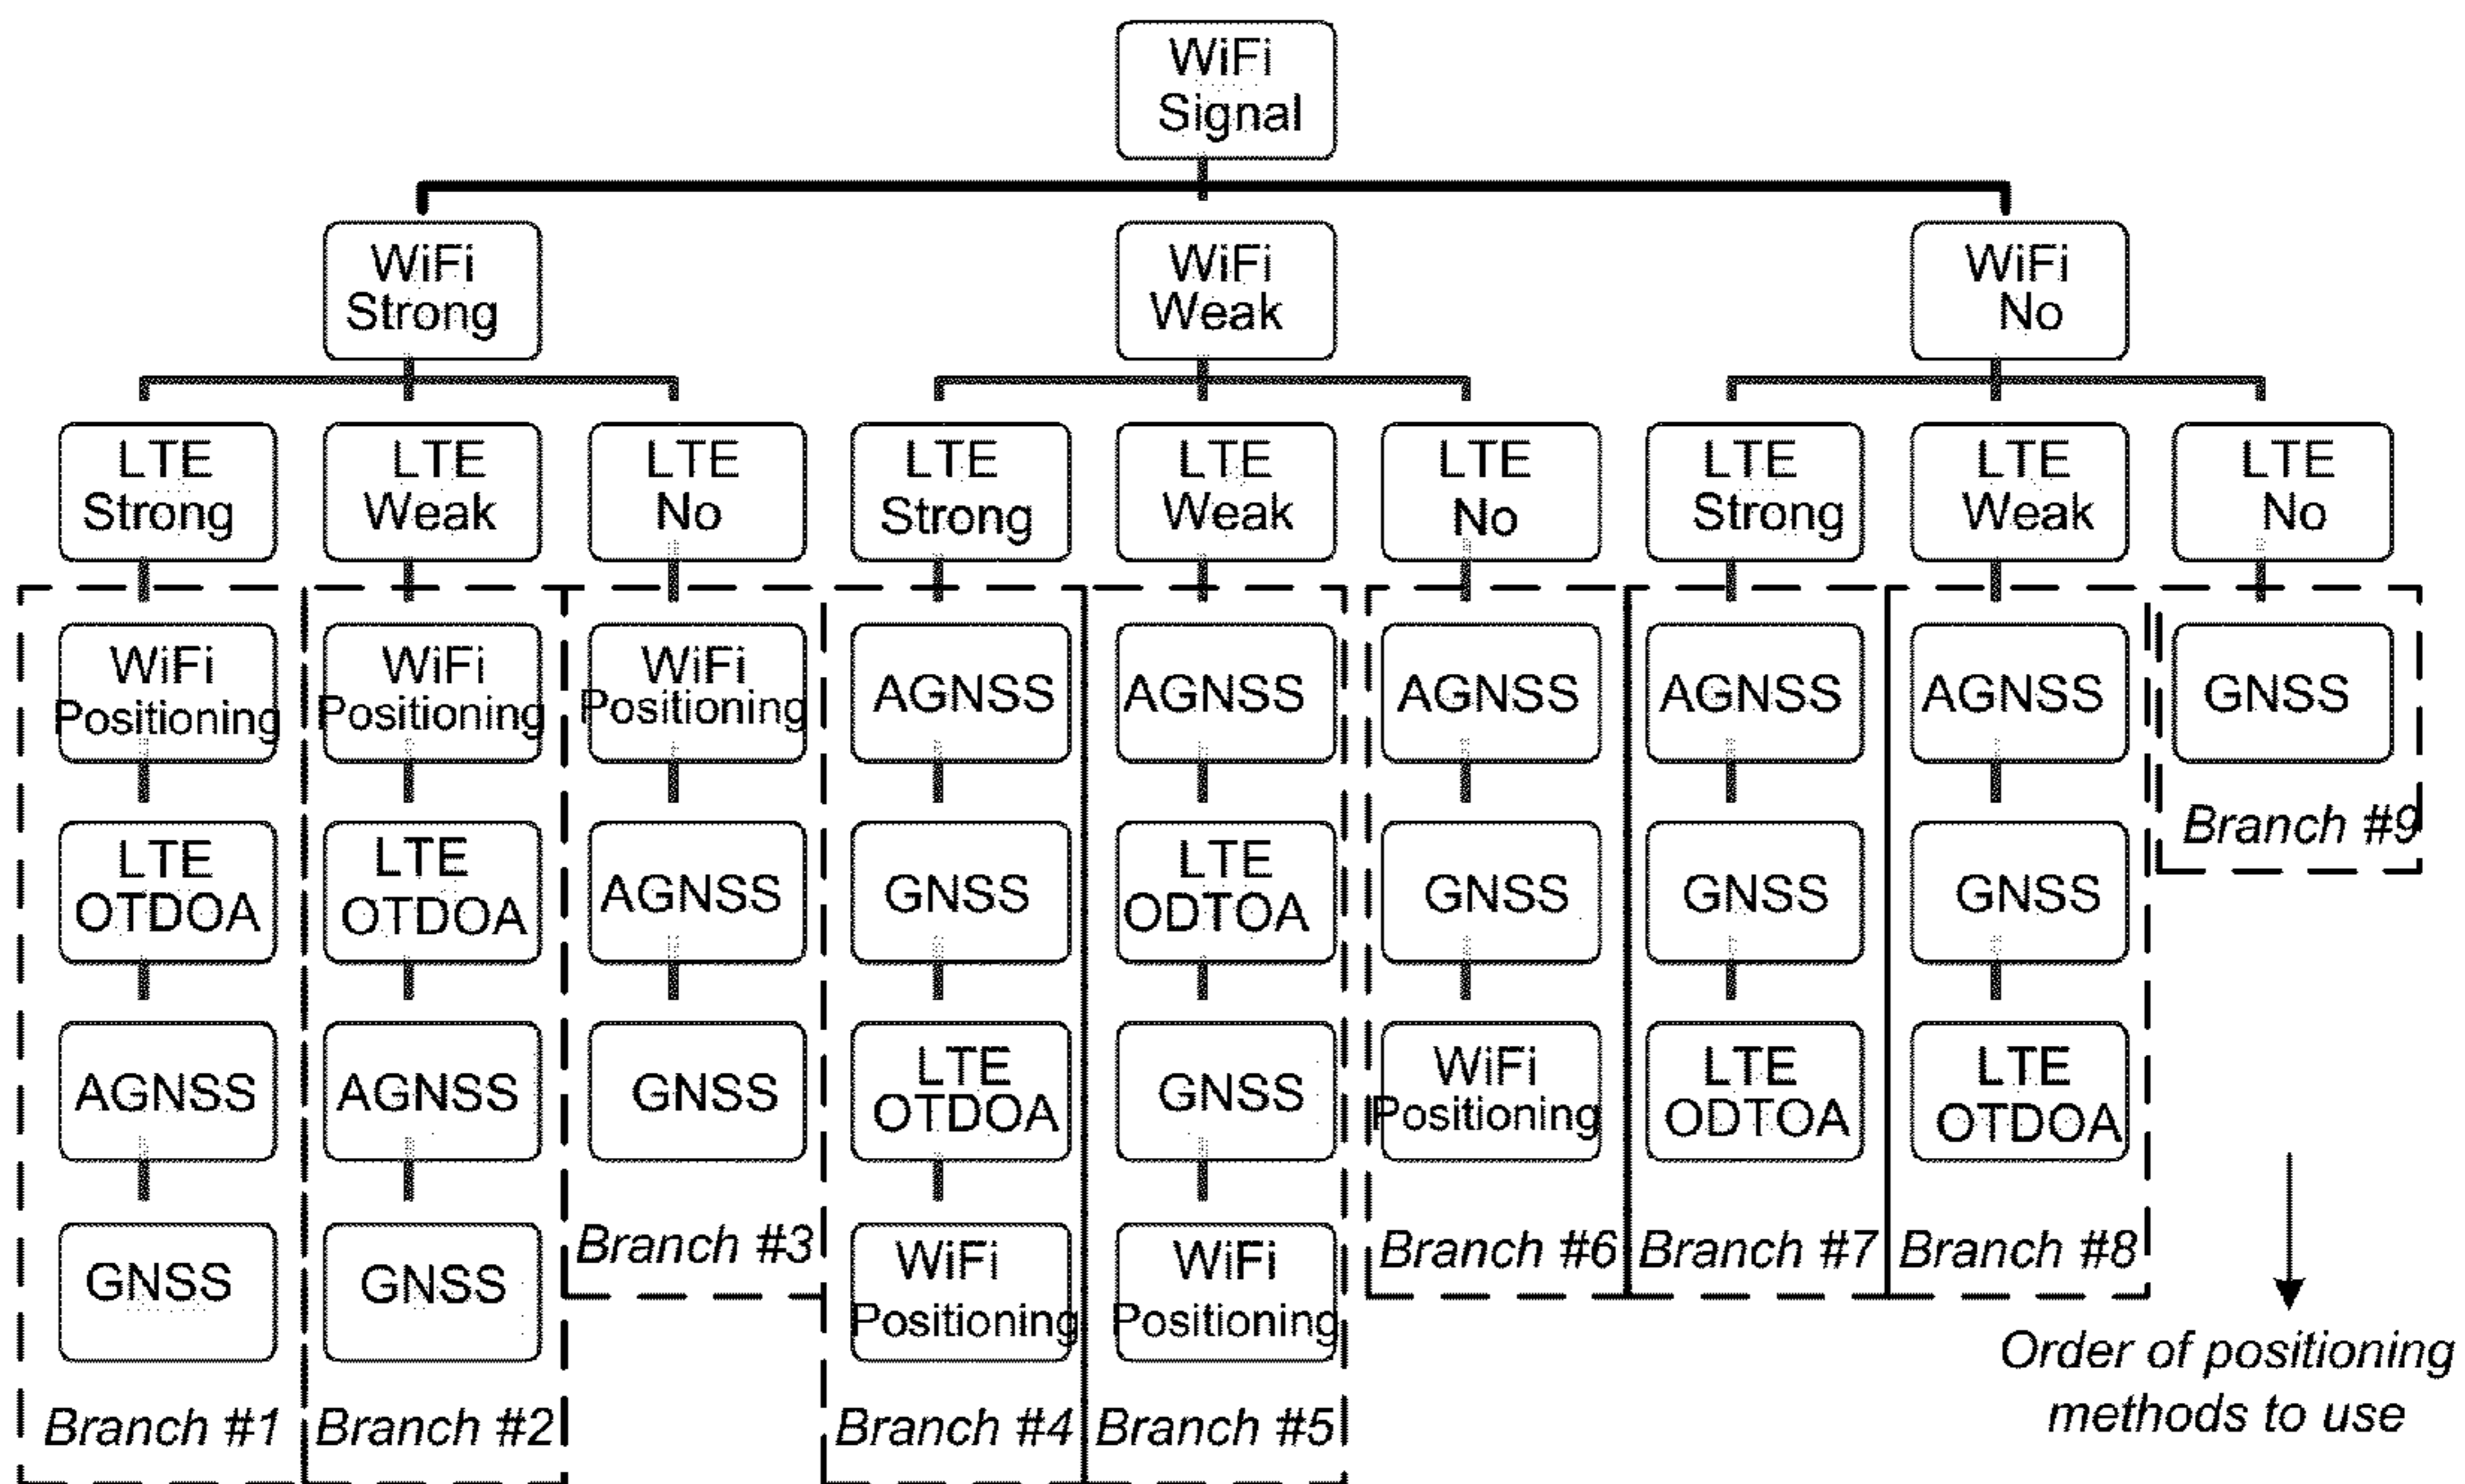 WiFi
Signal
WiFi
Strong
WiFi
Weak
WiFi
No
LTE
Strong
LTE
Weak
LTE
No
LTE
Strong
LTE
Weak
LTE
No
LTE
Strong
LTE
Weak
LTE
No
WiFi
Positioning
LTE
OTDOA
AGNSS
GNSS
Branch #1
WiFi
Positioning
LTE
OTDOA
AGNSS
GNSS
Branch #2
WiFi
Positioning
AGNSS
GNSS
Branch #3
AGNSS
GNSS
LTE
OTDOA
WiFi
Positioning
Branch #4
AGNSS
LTE
ODTOA
GNSS
WiFi
Positioning
Branch #5
AGNSS
GNSS
WiFi
Positioning
Branch #6
AGNSS
GNSS
LTE
ODTOA
Branch #7
AGNSS
GNSS
LTE
OTDOA
Branch #8
GNSS
Branch #9
Order of positioning
methods to use